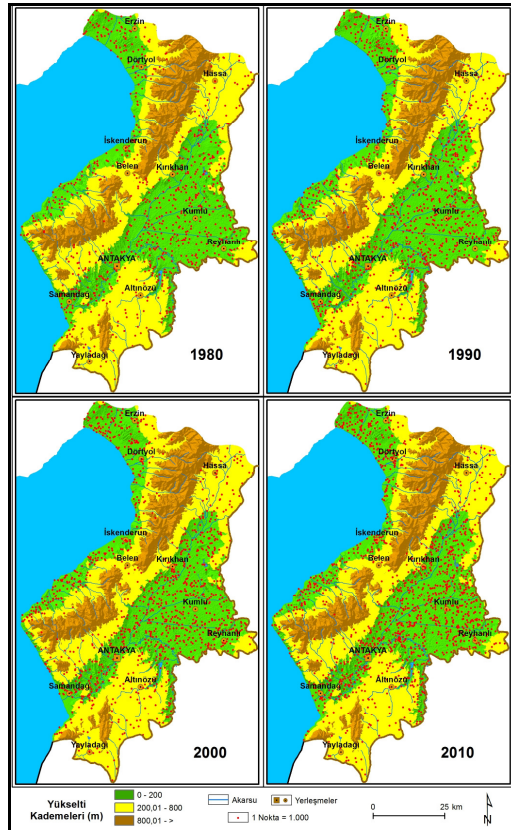 Erzin
Dörtyol
Hassa
İskenderun
Belen
Kırıkhan
Kumlu
Reyhanlı
ANTAKYA
Samandağ
Altınözü
Yayladağı
1980
Erzin
Dörtyol
Hassa
İskenderun
Belen
Kırıkhan
Kumlu
Reyhanlı
ANTAKYA
Samandağ
Altınözü
Yayladağı
1990
Erzin
Dörtyol
Hassa
İskenderun
Belen
Kırıkhan
Kumlu
Reyhanlı
ANTAKYA
Samandağ
Altınözü
Yayladağı
2000
Erzin
Dörtyol
Hassa
İskenderun
Belen
Kırıkhan
Kumlu
Reyhanlı
ANTAKYA
Samandağ
Altınözü
Yayladağı
2010
Yükselti
Kademeleri (m)
0 - 200
200,01 - 800
800,01 - >
Akarsu
Yerleşmeler
1 Nokta = 1.000
0 25 km
N